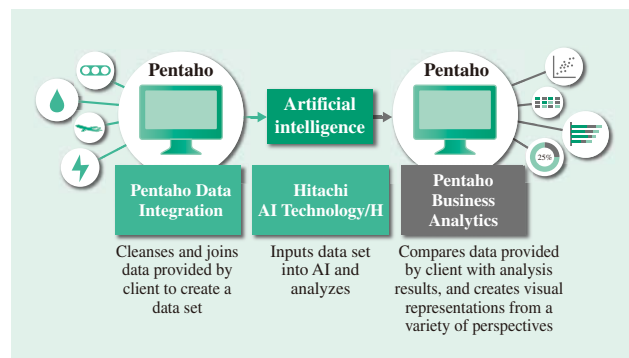 Pentaho
Artificial
intelligence
Pentaho
25%
Pentaho Data
Integration
Hitachi
AI Technology/H
Pentaho
Business
Analytics
Cleanses and joins
data provided by
client to create a
data set
Inputs data set
into AI and
analyzes
Compares data provided
by client with analysis
results, and creates visual
representations from a
variety of perspectives